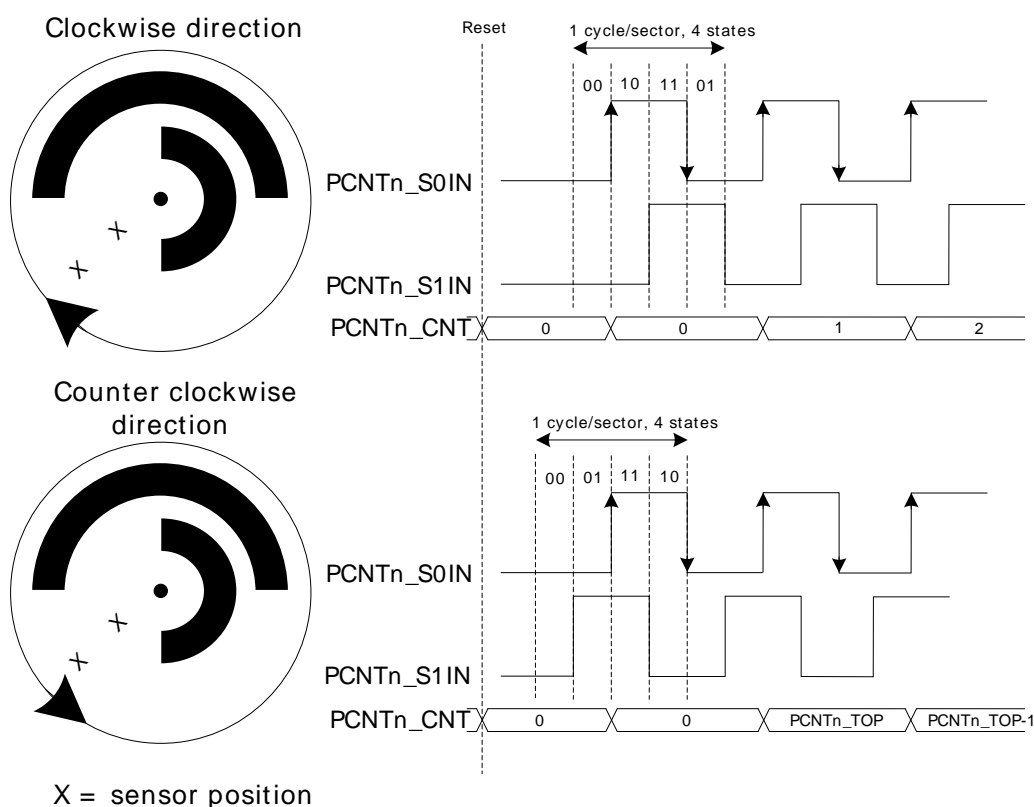 Clockwise direction
Reset
1 cycle/sector, 4 states
00 10 11 01
PCNTn_S0IN
PCNTn_S1IN
PCNTn_CNT 0 0 1 2
Counter clockwise
direction
1 cycle/sector, 4 states
00 01 11 10
PCNTn_S0IN
PCNTn_S1IN
PCNTn_CNT 0 0 PCNTn_TOP PCNTn_TOP-1
X = sensor position
X
X
X
X